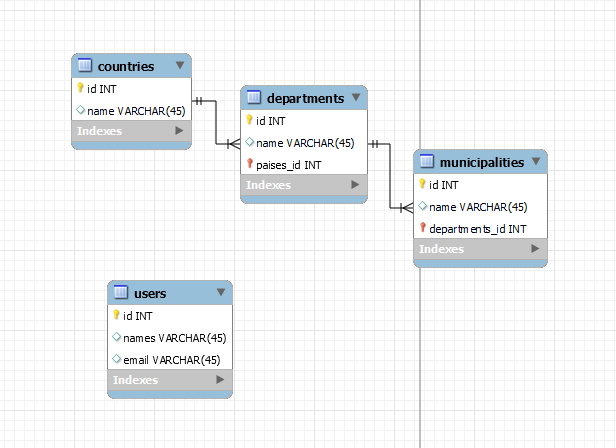 countries
id INT
name VARCHAR(45)
Indexes
departments
id INT
name VARCHAR(45)
paises_id INT
Indexes
municipalities
id INT
name VARCHAR(45)
departments_id INT
Indexes
users
id INT
names VARCHAR(45)
email VARCHAR(45)
Indexes